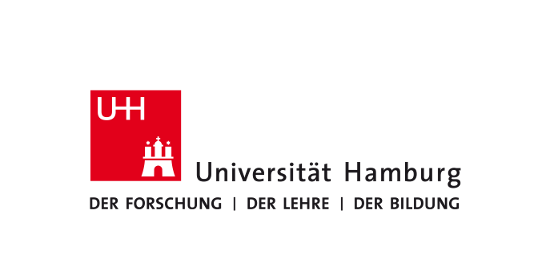 UHH
Universität Hamburg
DER FORSCHUNG | DER LEHRE | DER BILDUNG